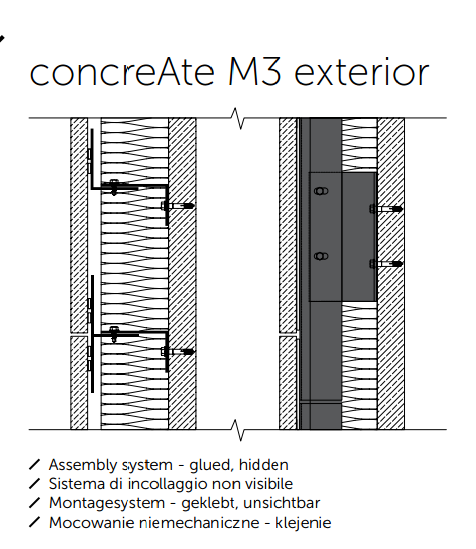 concreAte M3 exterior
Assembly system - glued, hidden
Sistema di incollaggio non visibile
Montagesystem - geklebt, unsichtbar
Mocowanie niemechaniczne - klejenie